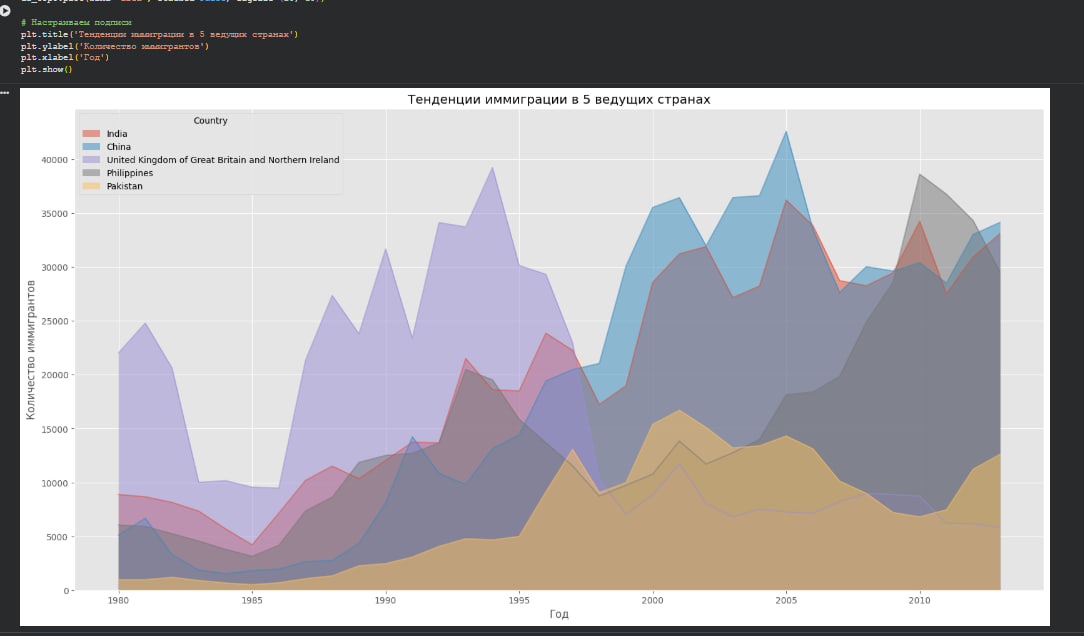 # Настраиваем подписи
plt.title('Тенденции иммиграции в 5 ведущих странах')
plt.ylabel('Количество иммигрантов')
plt.xlabel('Год')
plt.show()
Тенденции иммиграции в 5 ведущих странах
Country
India
China
United Kingdom of Great Britain and Northern Ireland
Philippines
Pakistan
40000
35000
30000
25000
20000
15000
10000
5000
0
Количество иммигрантов
1980 1985 1990 1995 2000 2005 2010
Год